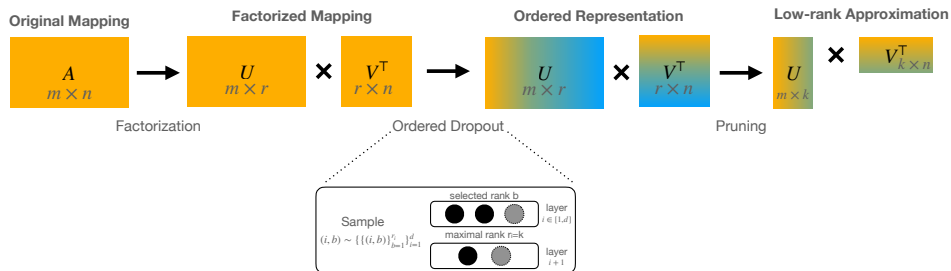 Original Mapping
Factorized Mapping
Ordered Representation
Low-rank Approximation
A
m × n
U
m × r
×
V⊤
r × n
U
m × r
×
V⊤
r × n
U
m × k
×
V⊤
k × n
Factorization
Ordered Dropout
Pruning
selected rank b
Sample
(i, b) ∼ {{(i, b)}_{b=1}^{r_i}}_{i=1}^{d}
layer
i ∈ [1,d]
maximal rank rᵢ=k
layer
i + 1